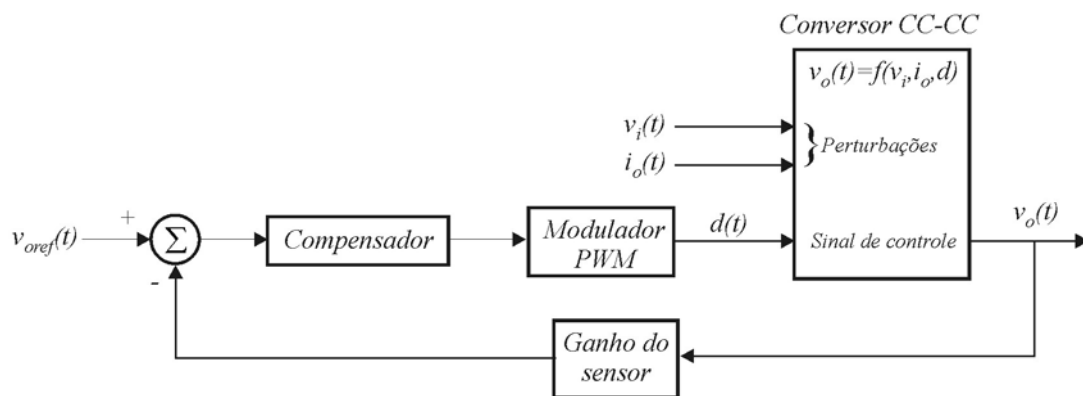 Conversor CC-CC
v_o(t)=f(v_i,i_o,d)
v_i(t)
} Perturbações
i_o(t)
v_oref(t)
+
Σ
-
Compensador
Modulador
PWM
d(t)
Sinal de controle
v_o(t)
Ganho do
sensor